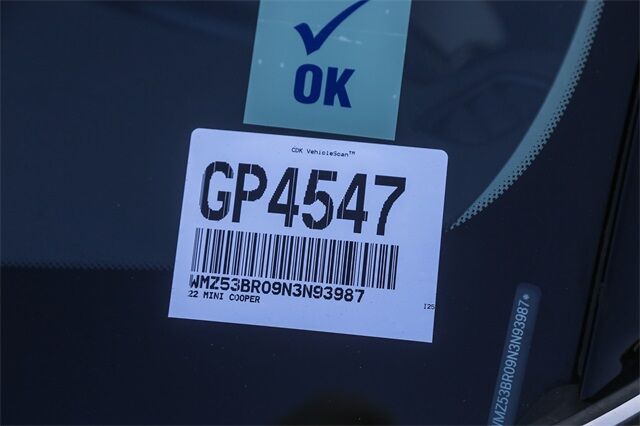 OK
CDK VehicleScan™
GP4547
WMZ53BR09N3N93987
22 MINI COOPER
I25
WMZ53BR09N3N93987*